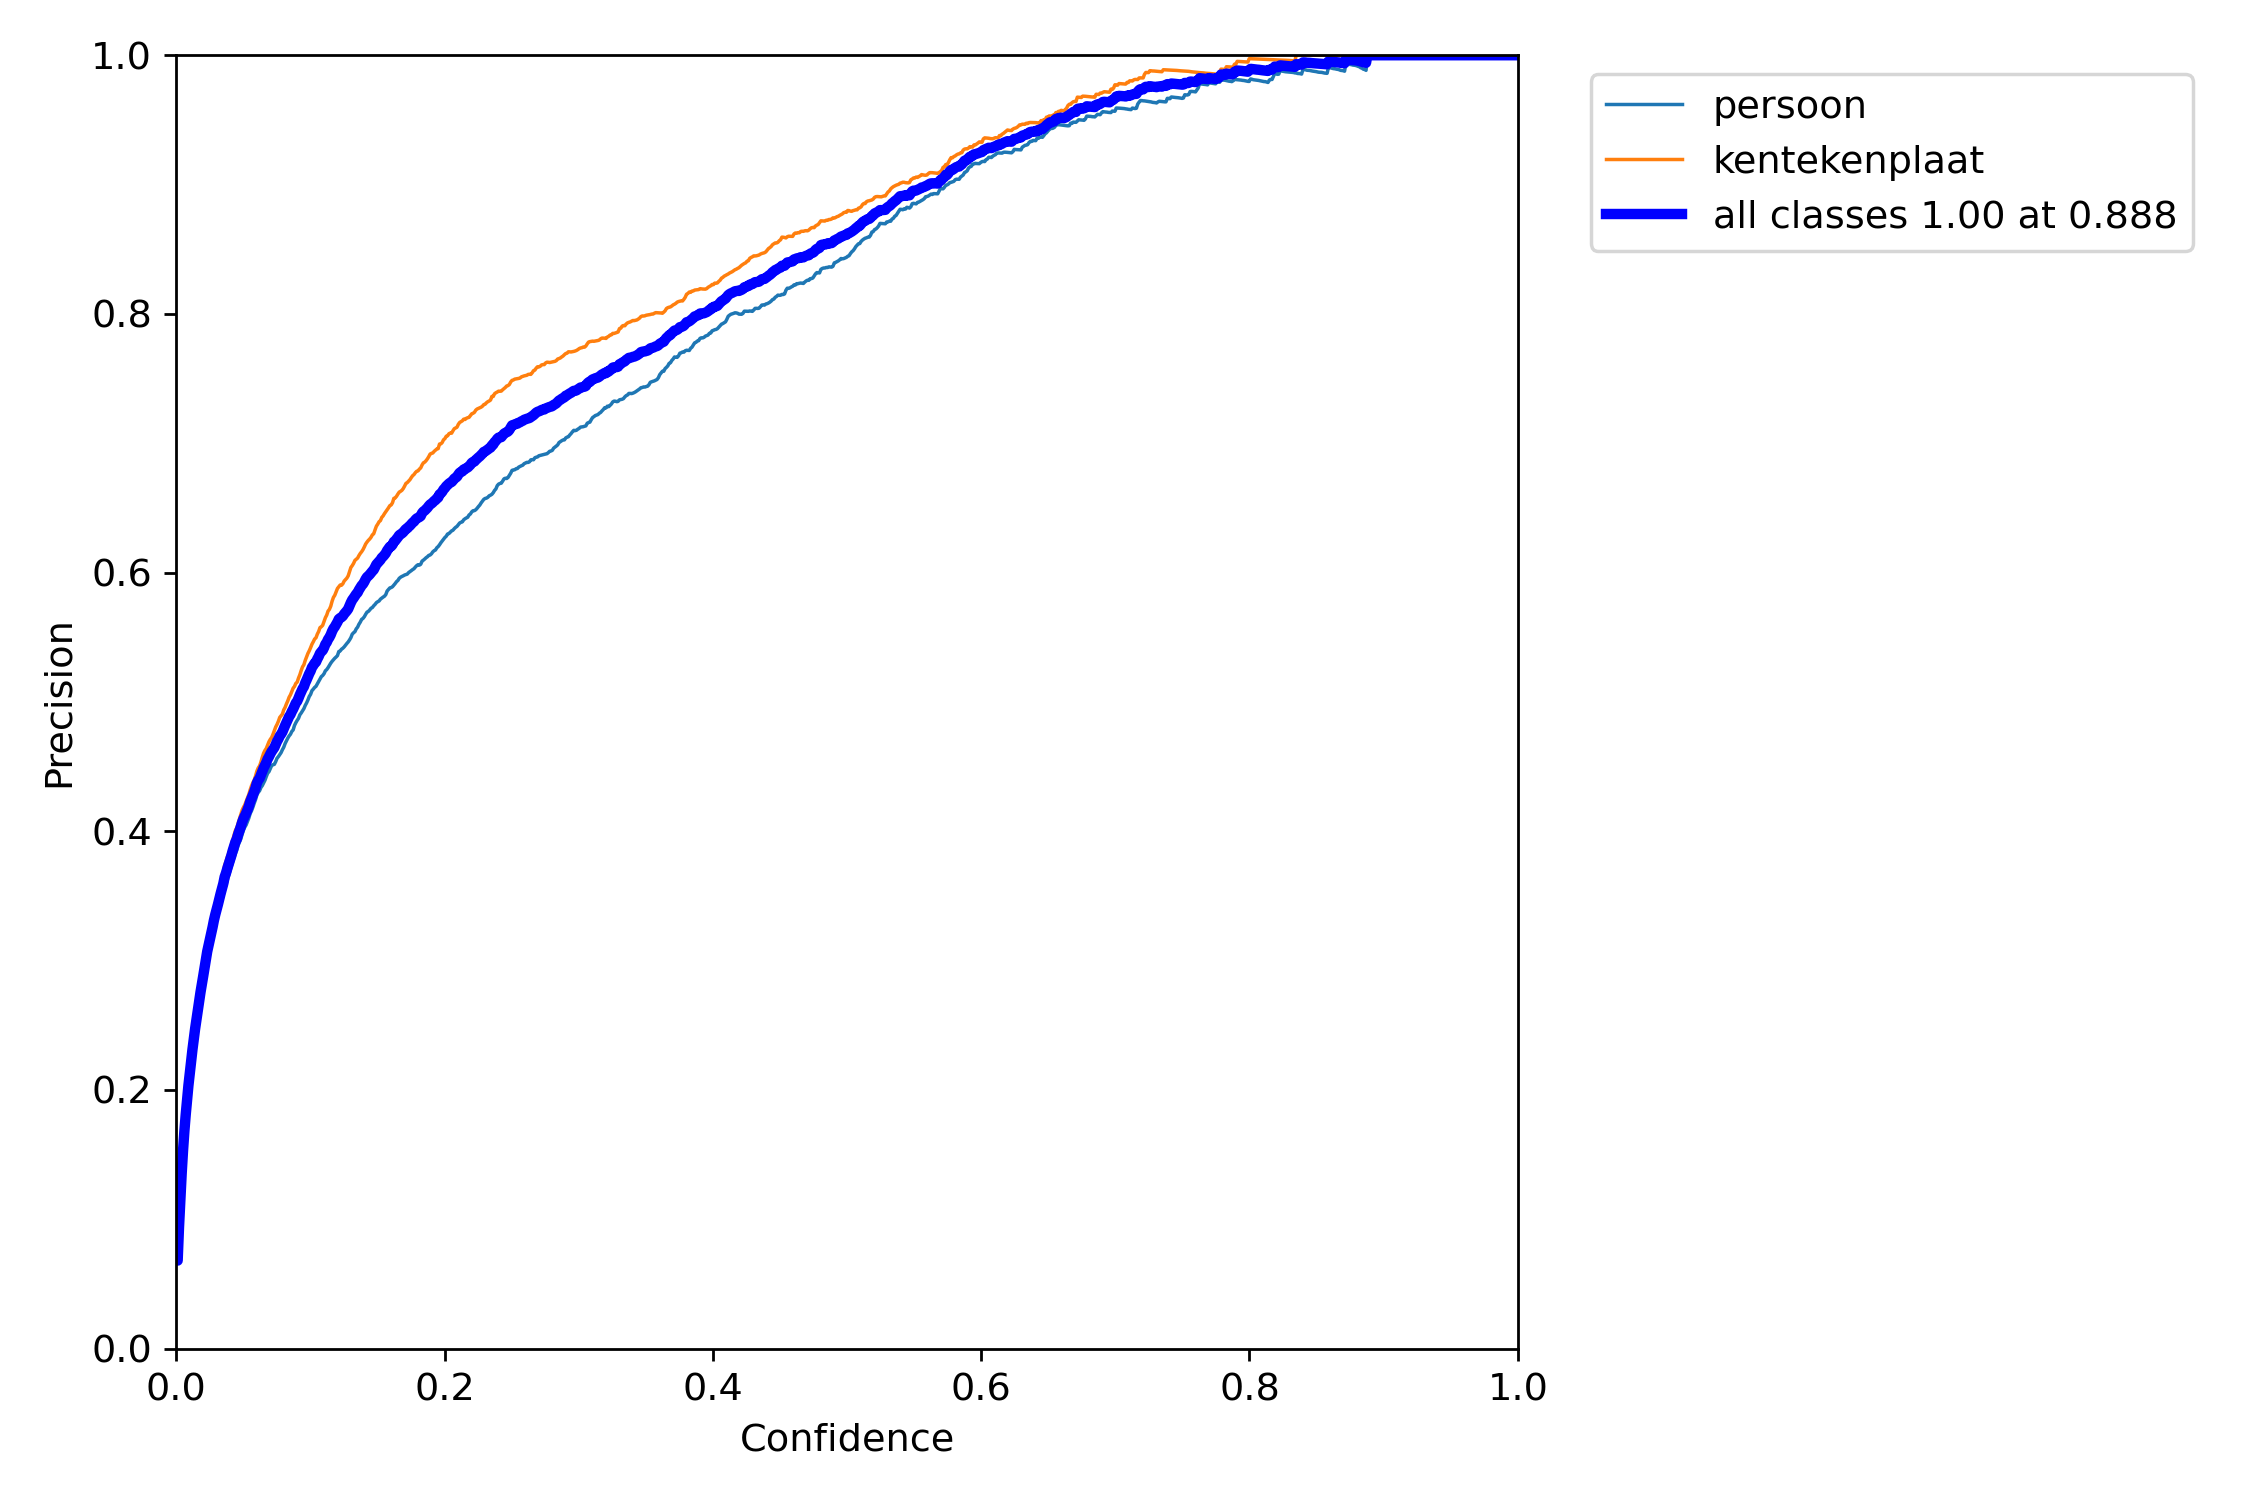 1.0
0.8
0.6
0.4
0.2
0.0
Precision
0.0 0.2 0.4 0.6 0.8 1.0
Confidence
persoon
kentekenplaat
all classes 1.00 at 0.888